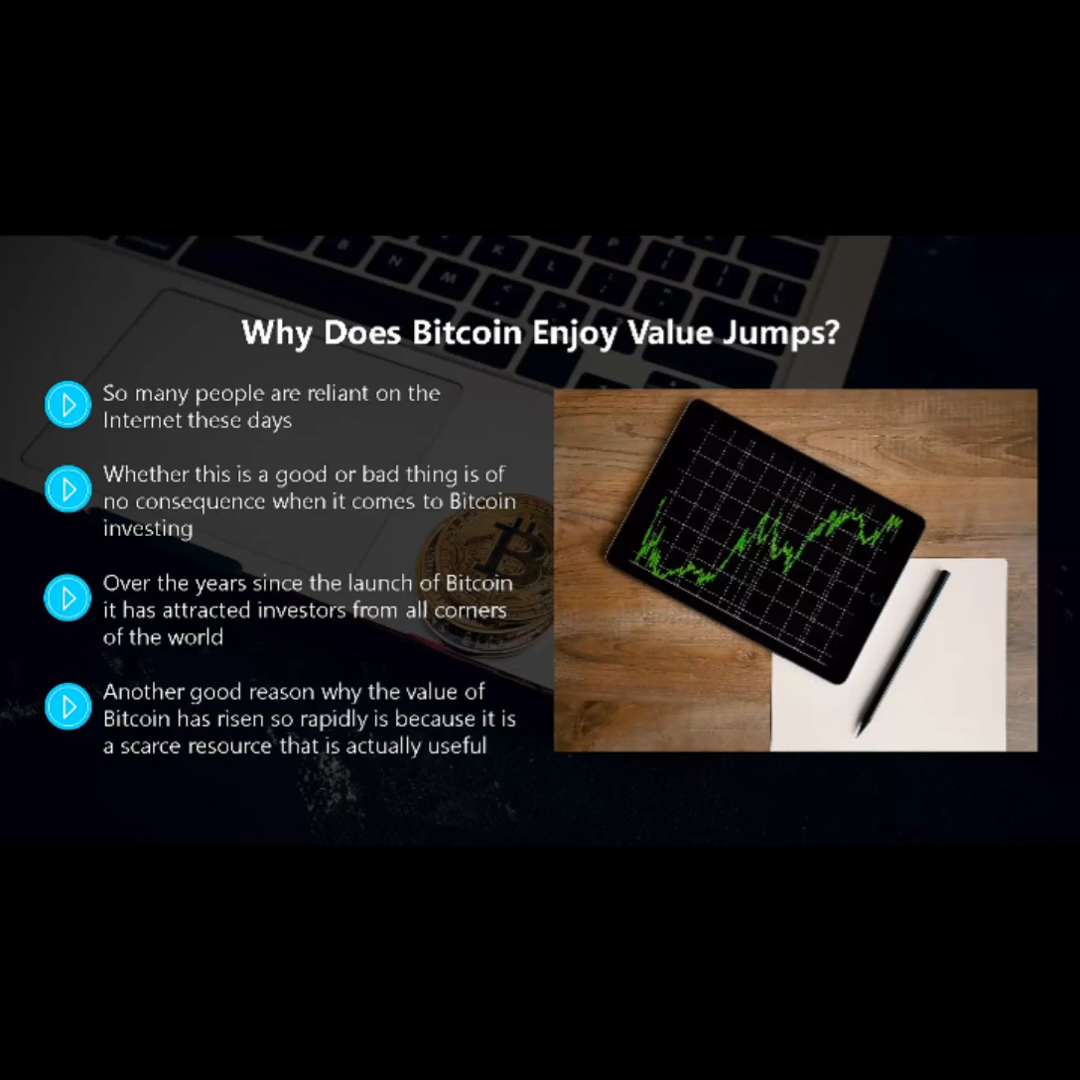 Why Does Bitcoin Enjoy Value Jumps?
So many people are reliant on the
Internet these days
Whether this is a good or bad thing is of
no consequence when it comes to Bitcoin
investing
Over the years since the launch of Bitcoin
it has attracted investors from all corners
of the world
Another good reason why the value of
Bitcoin has risen so rapidly is because it is
a scarce resource that is actually useful